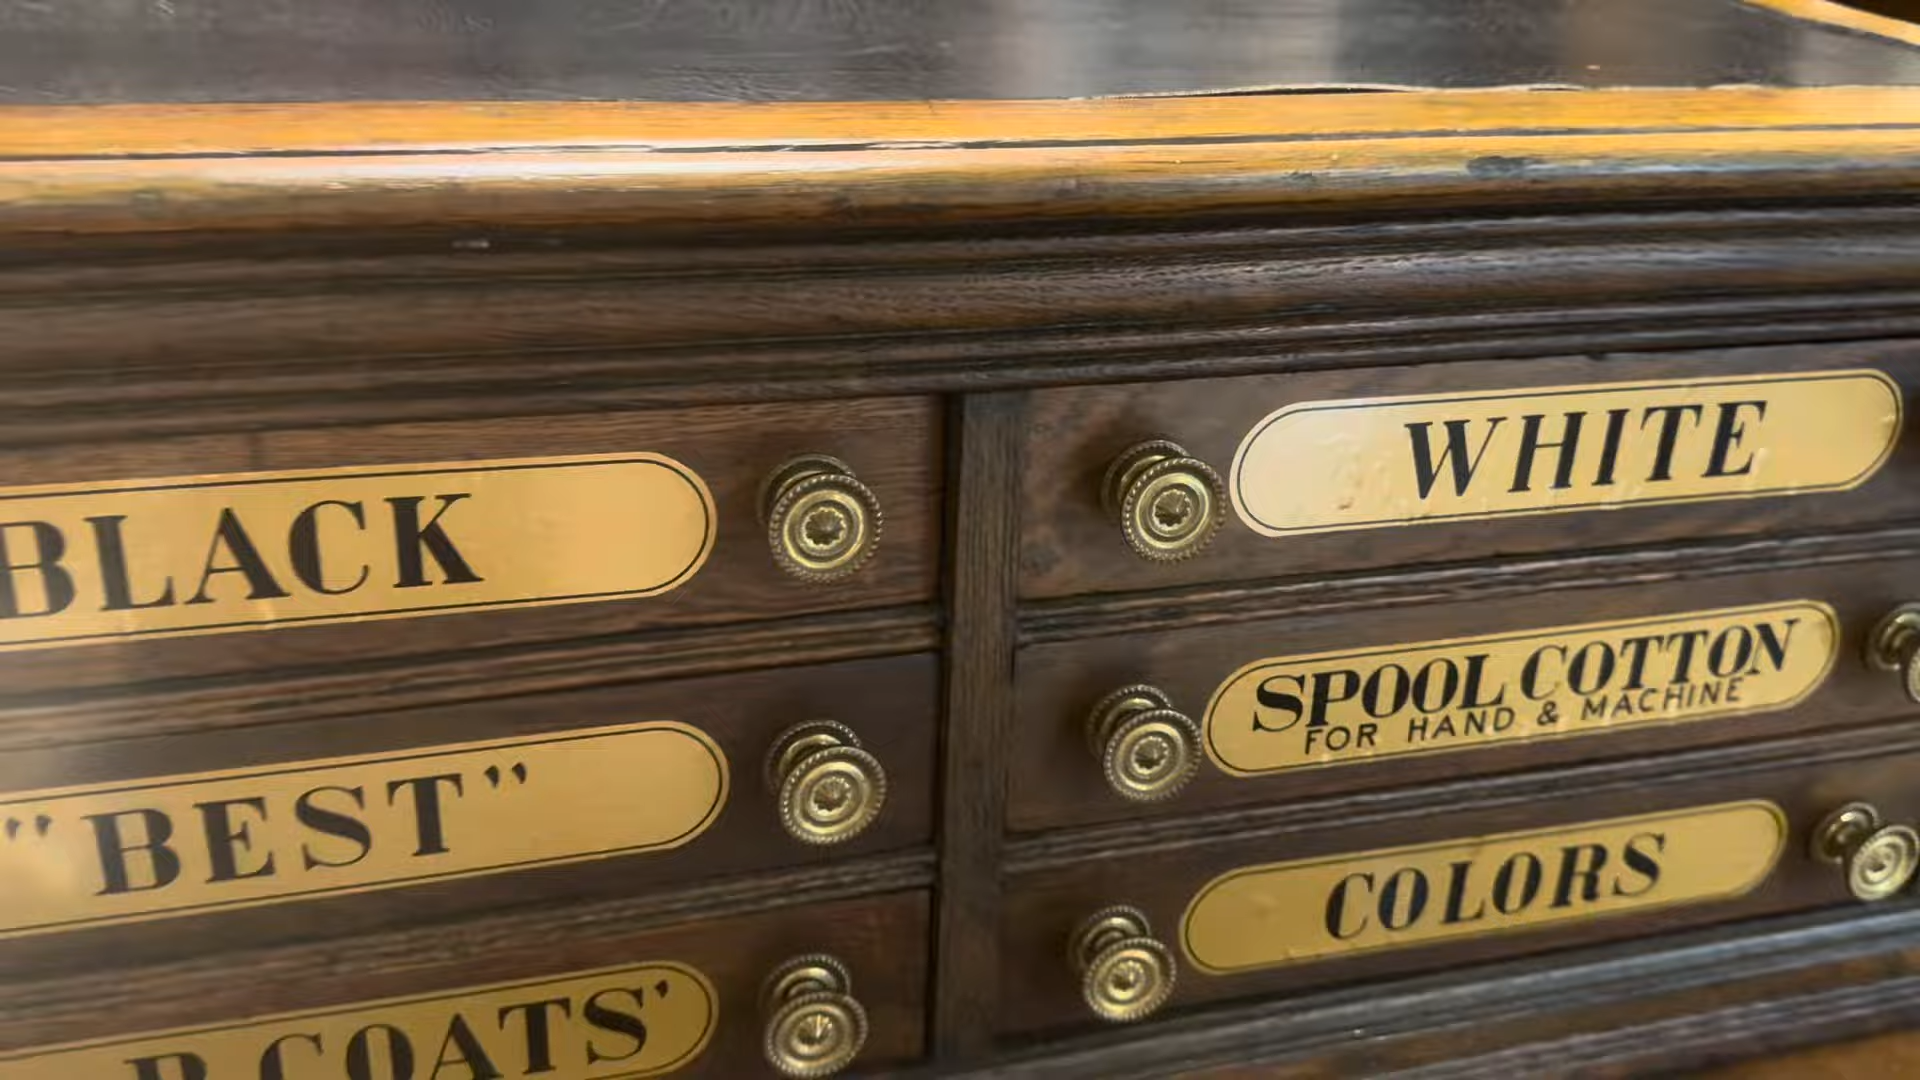 BLACK
"BEST"
P. COATS'
WHITE
SPOOL COTTON
FOR HAND & MACHINE
COLORS